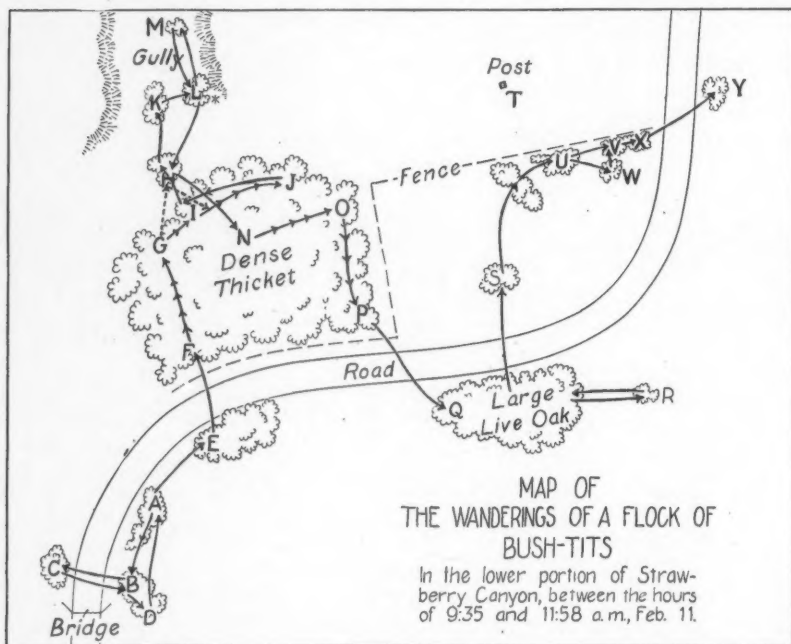 M
Gully
K
L *
Post
T
Y
Fence
U
V
X
W
J
I
G
N
O
Dense
Thicket
S
P
F
Road
Q
Large
Live Oak
R
E
A
C
B
D
Bridge
MAP OF
THE WANDERINGS OF A FLOCK OF
BUSH-TITS
In the lower portion of Straw-
berry Canyon, between the hours
of 9:35 and 11:58 a.m., Feb. 11.